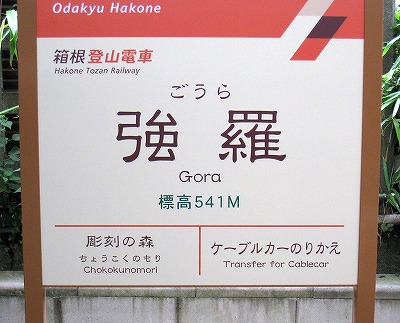 Odakyu Hakone
箱根登山電車
Hakone Tozan Railway
ごうら
強羅
Gora
標高541M
彫刻の森
ちょうこくのもり
Chokokunomori
ケーブルカーのりかえ
Transfer for Cablecar